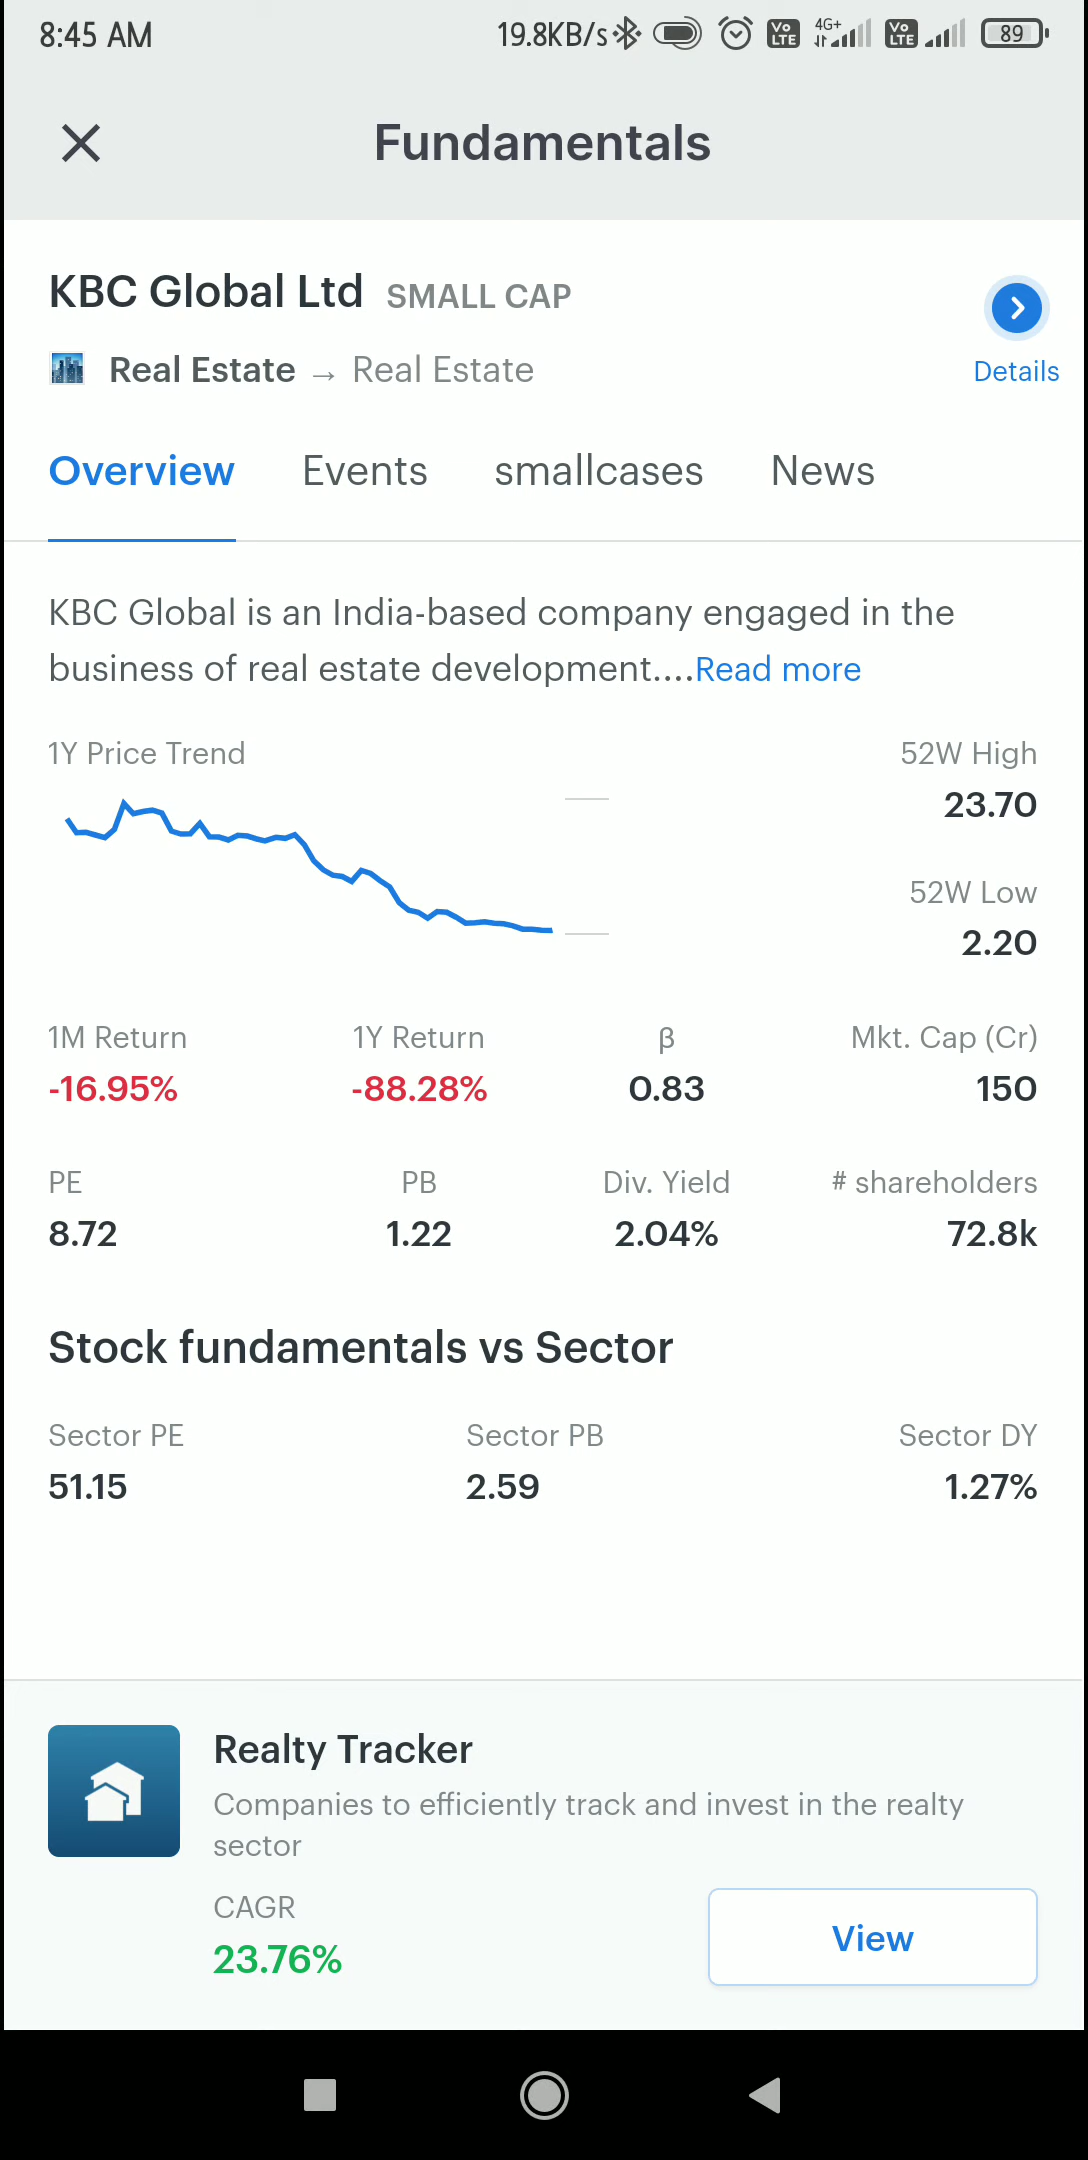 8:45 AM 19.8KB/s Vo LTE 4G+ Vo LTE 89
Fundamentals
KBC Global Ltd SMALL CAP
Real Estate → Real Estate
Details
Overview Events smallcases News
KBC Global is an India-based company engaged in the
business of real estate development....Read more
1Y Price Trend
52W High
23.70
52W Low
2.20
1M Return 1Y Return β Mkt. Cap (Cr)
-16.95% -88.28% 0.83 150
PE PB Div. Yield # shareholders
8.72 1.22 2.04% 72.8k
Stock fundamentals vs Sector
Sector PE Sector PB Sector DY
51.15 2.59 1.27%
Realty Tracker
Companies to efficiently track and invest in the realty
sector
CAGR
23.76%
View